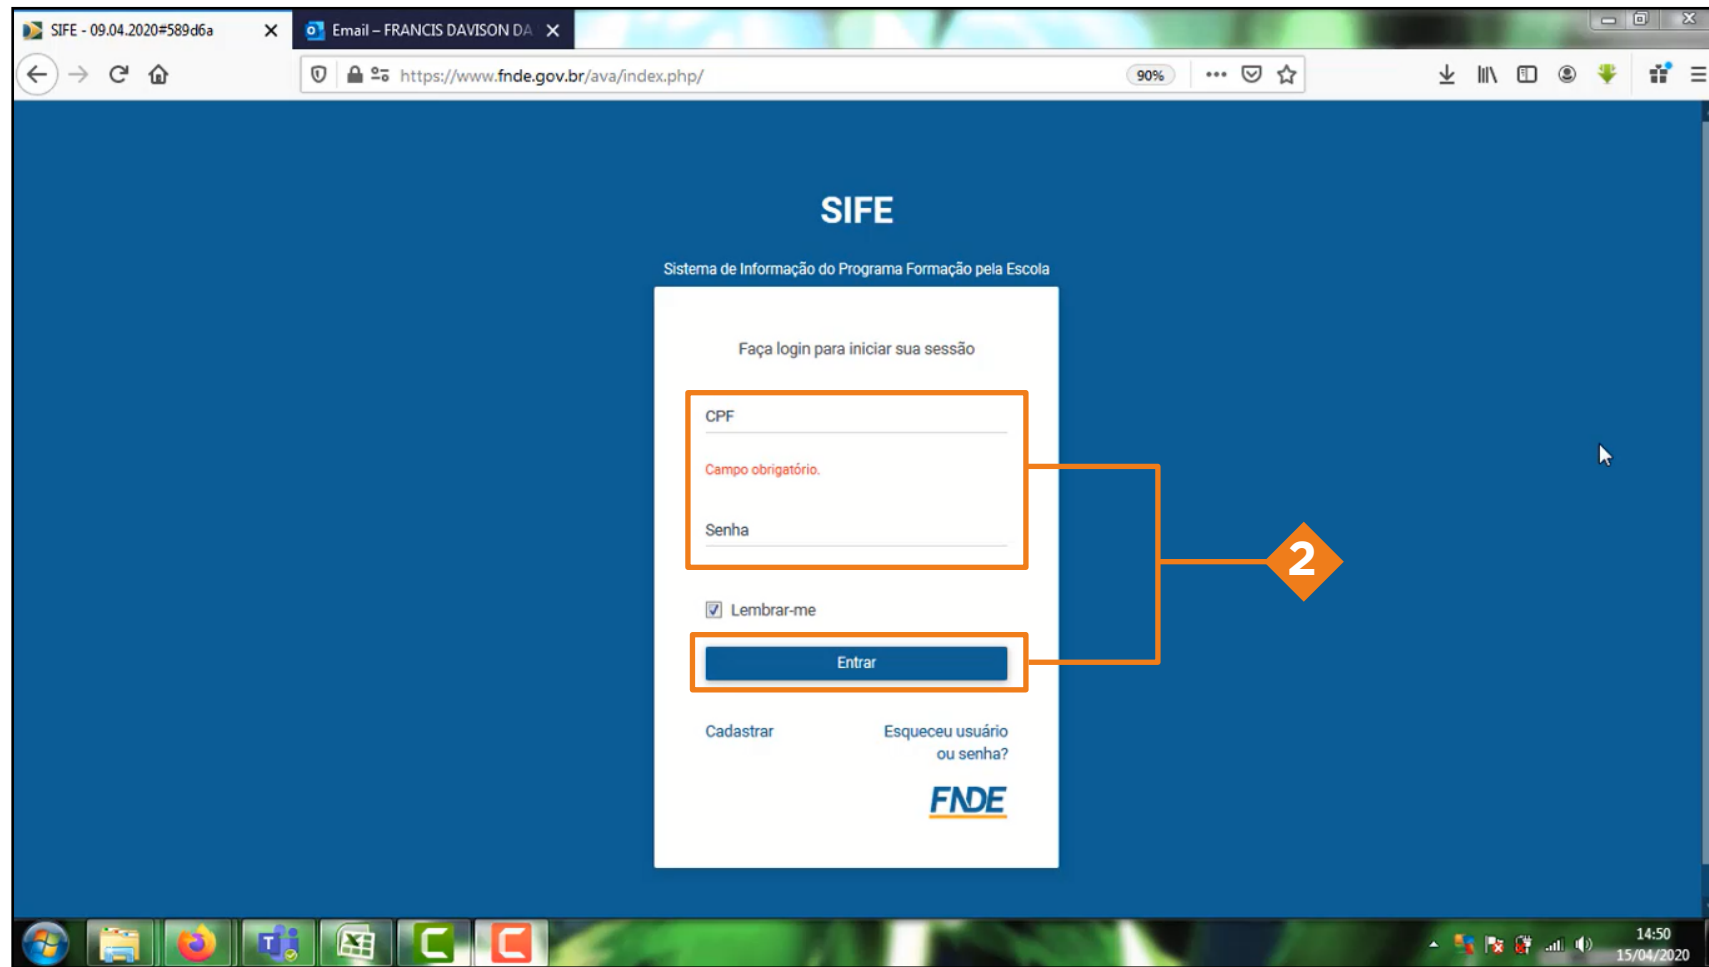 SIFE - 09.04.2020#589d6a
Email – FRANCIS DAVISON DA
https://www.fnde.gov.br/ava/index.php/
90%
SIFE
Sistema de Informação do Programa Formação pela Escola
Faça login para iniciar sua sessão
CPF
Campo obrigatório.
Senha
2
Lembrar-me
Entrar
Cadastrar
Esqueceu usuário
ou senha?
FNDE
14:50
15/04/2020